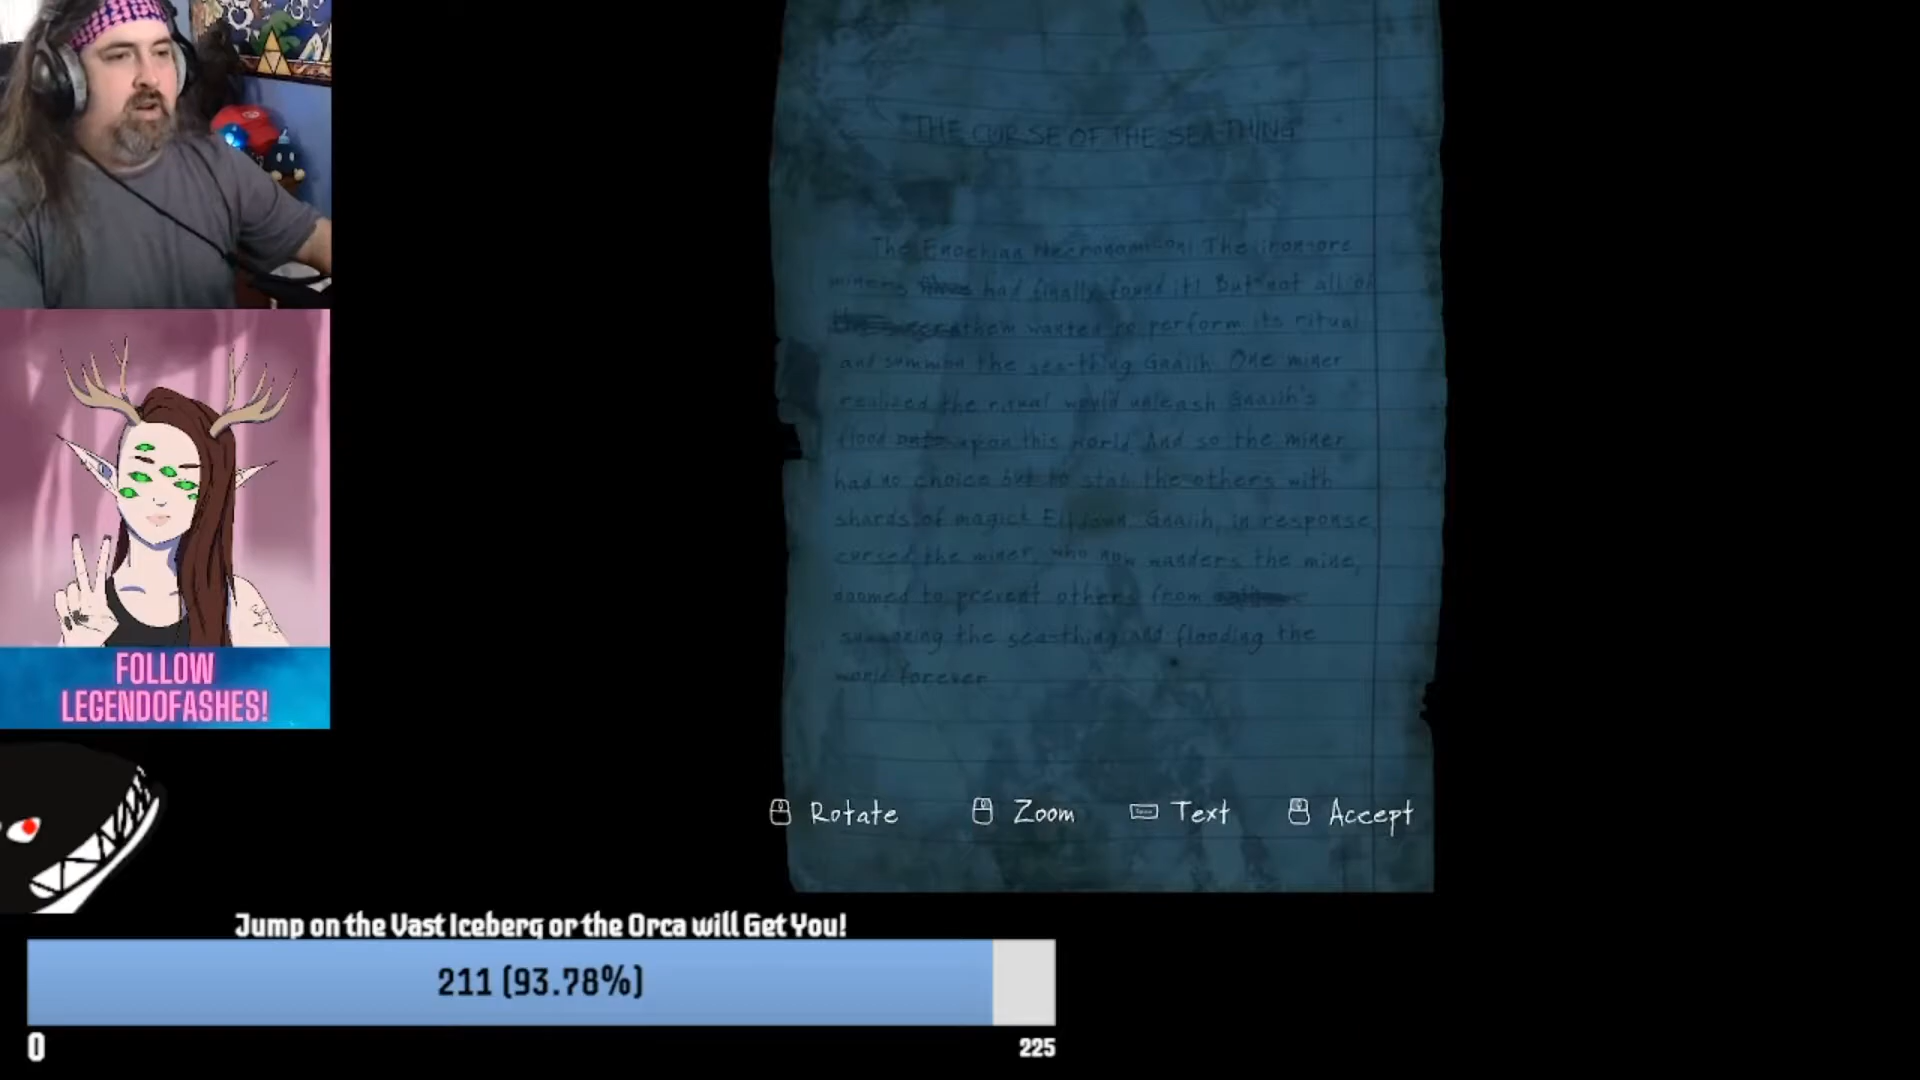 THE CURSE OF THE SEA-THING
The Enochian Necronomicon! The iron-ore
miners had finally found it! But not all of
them wanted to perform its ritual
and summon the sea-thing Gnaiih. One miner
realized the ritual would unleash Gnaiih's
flood upon this world. And so the miner
had no choice but to stab the others with
shards of magick Gnaiih, in response,
cursed the miner, who now wanders the mine,
doomed to prevent others from
summoning the sea-thing and flooding the
world forever
Rotate Zoom Text Accept
FOLLOW
LEGENDOFASHES!
Jump on the Vast Iceberg or the Orca will Get You!
211 (93.78%)
0 225